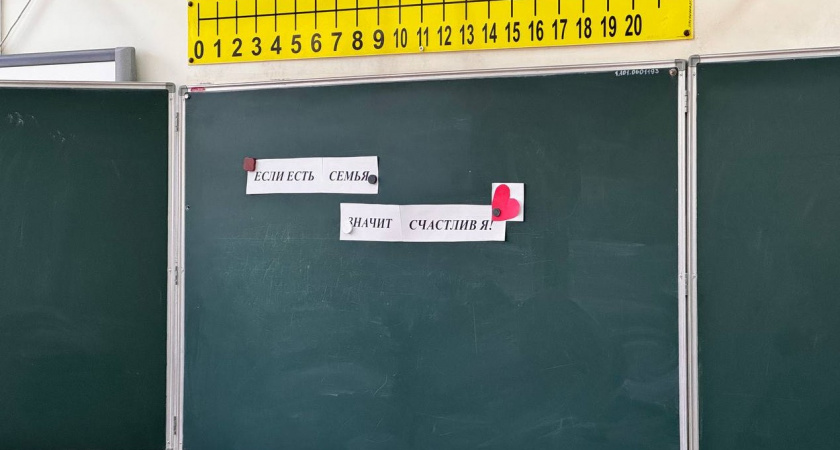 0 1 2 3 4 5 6 7 8 9 10 11 12 13 14 15 16 17 18 19 20
ЕСЛИ ЕСТЬ СЕМЬЯ
ЗНАЧИТ СЧАСТЛИВ Я!